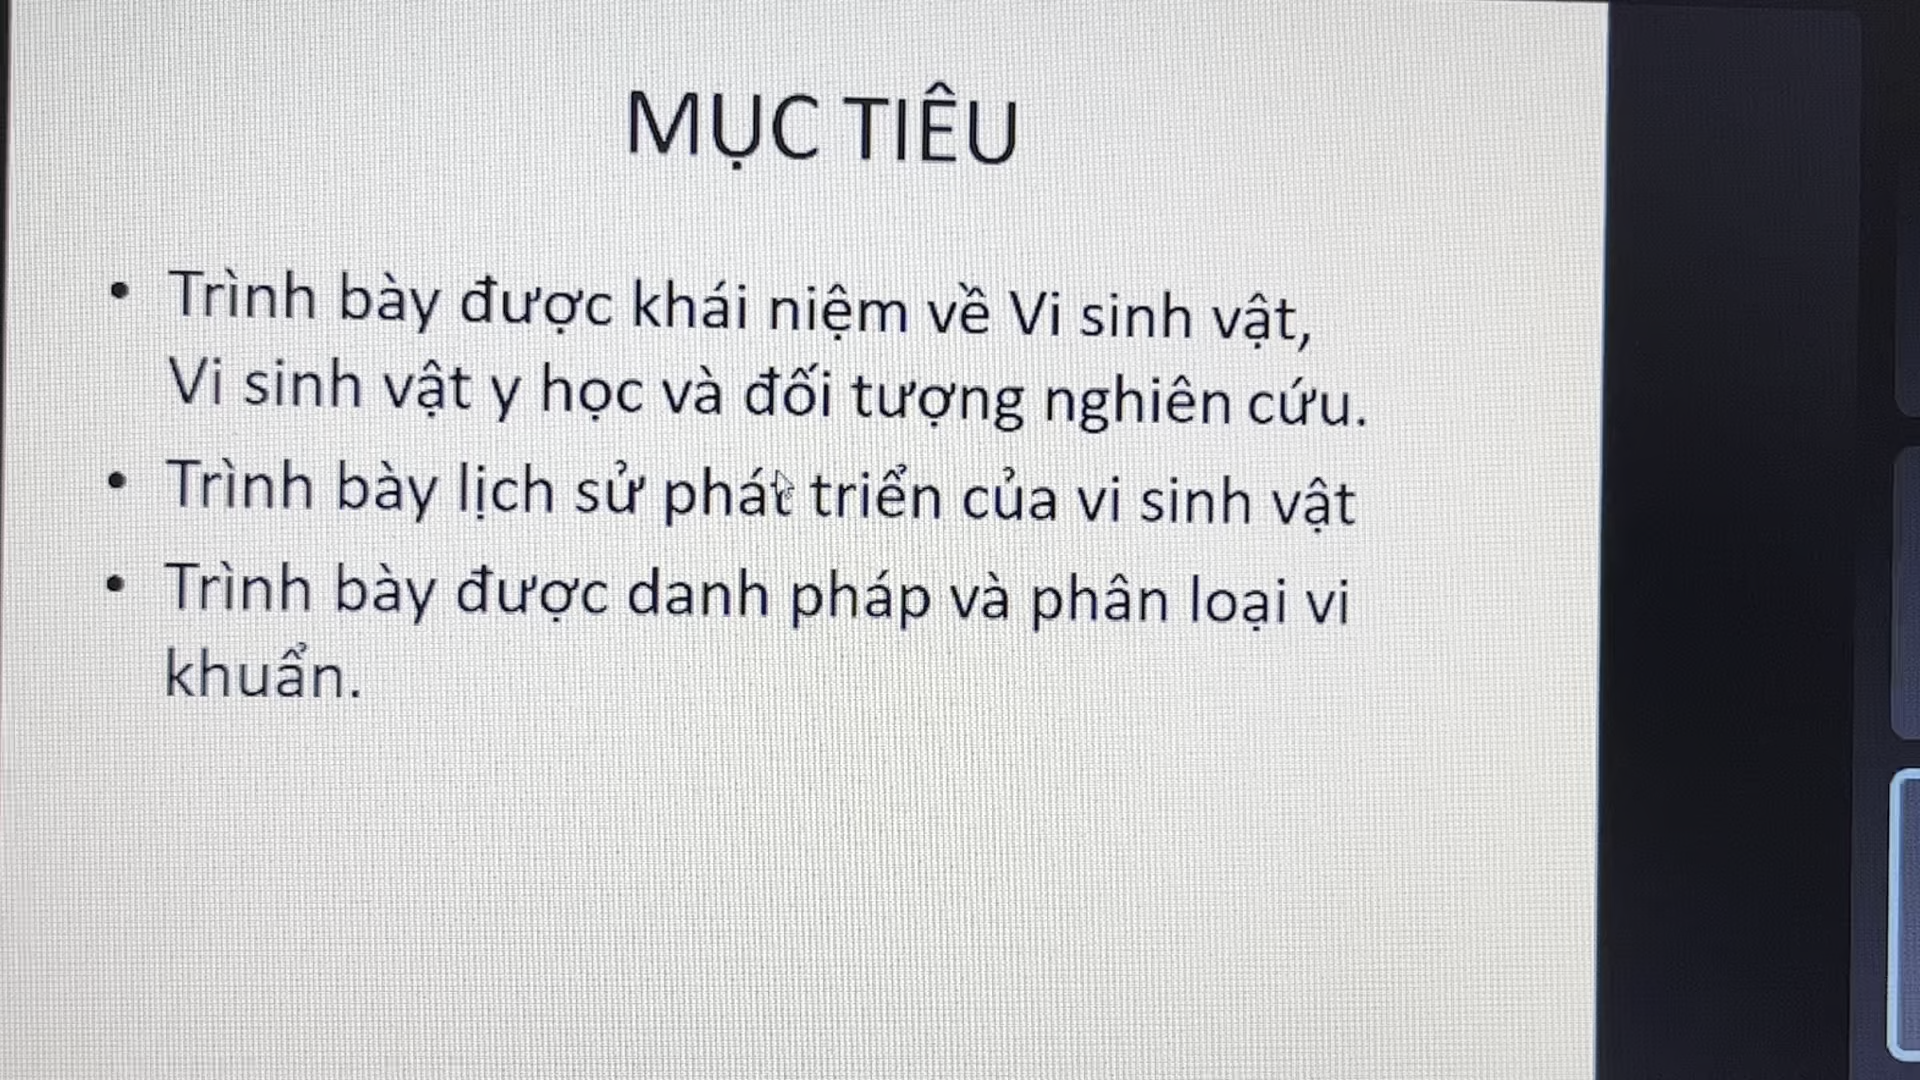 MỤC TIÊU
• Trình bày được khái niệm về Vi sinh vật,
Vi sinh vật y học và đối tượng nghiên cứu.
• Trình bày lịch sử phát triển của vi sinh vật
• Trình bày được danh pháp và phân loại vi
khuẩn.